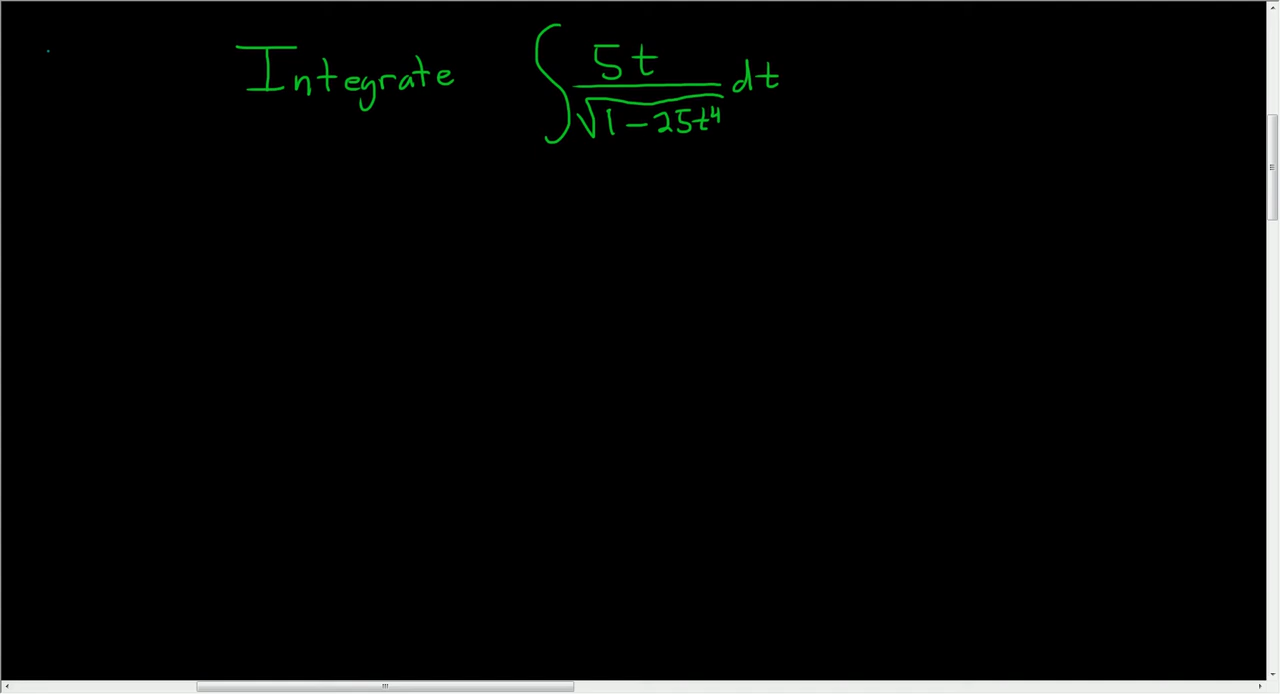 Integrate ∫ 5t/√(1-25t⁴) dt